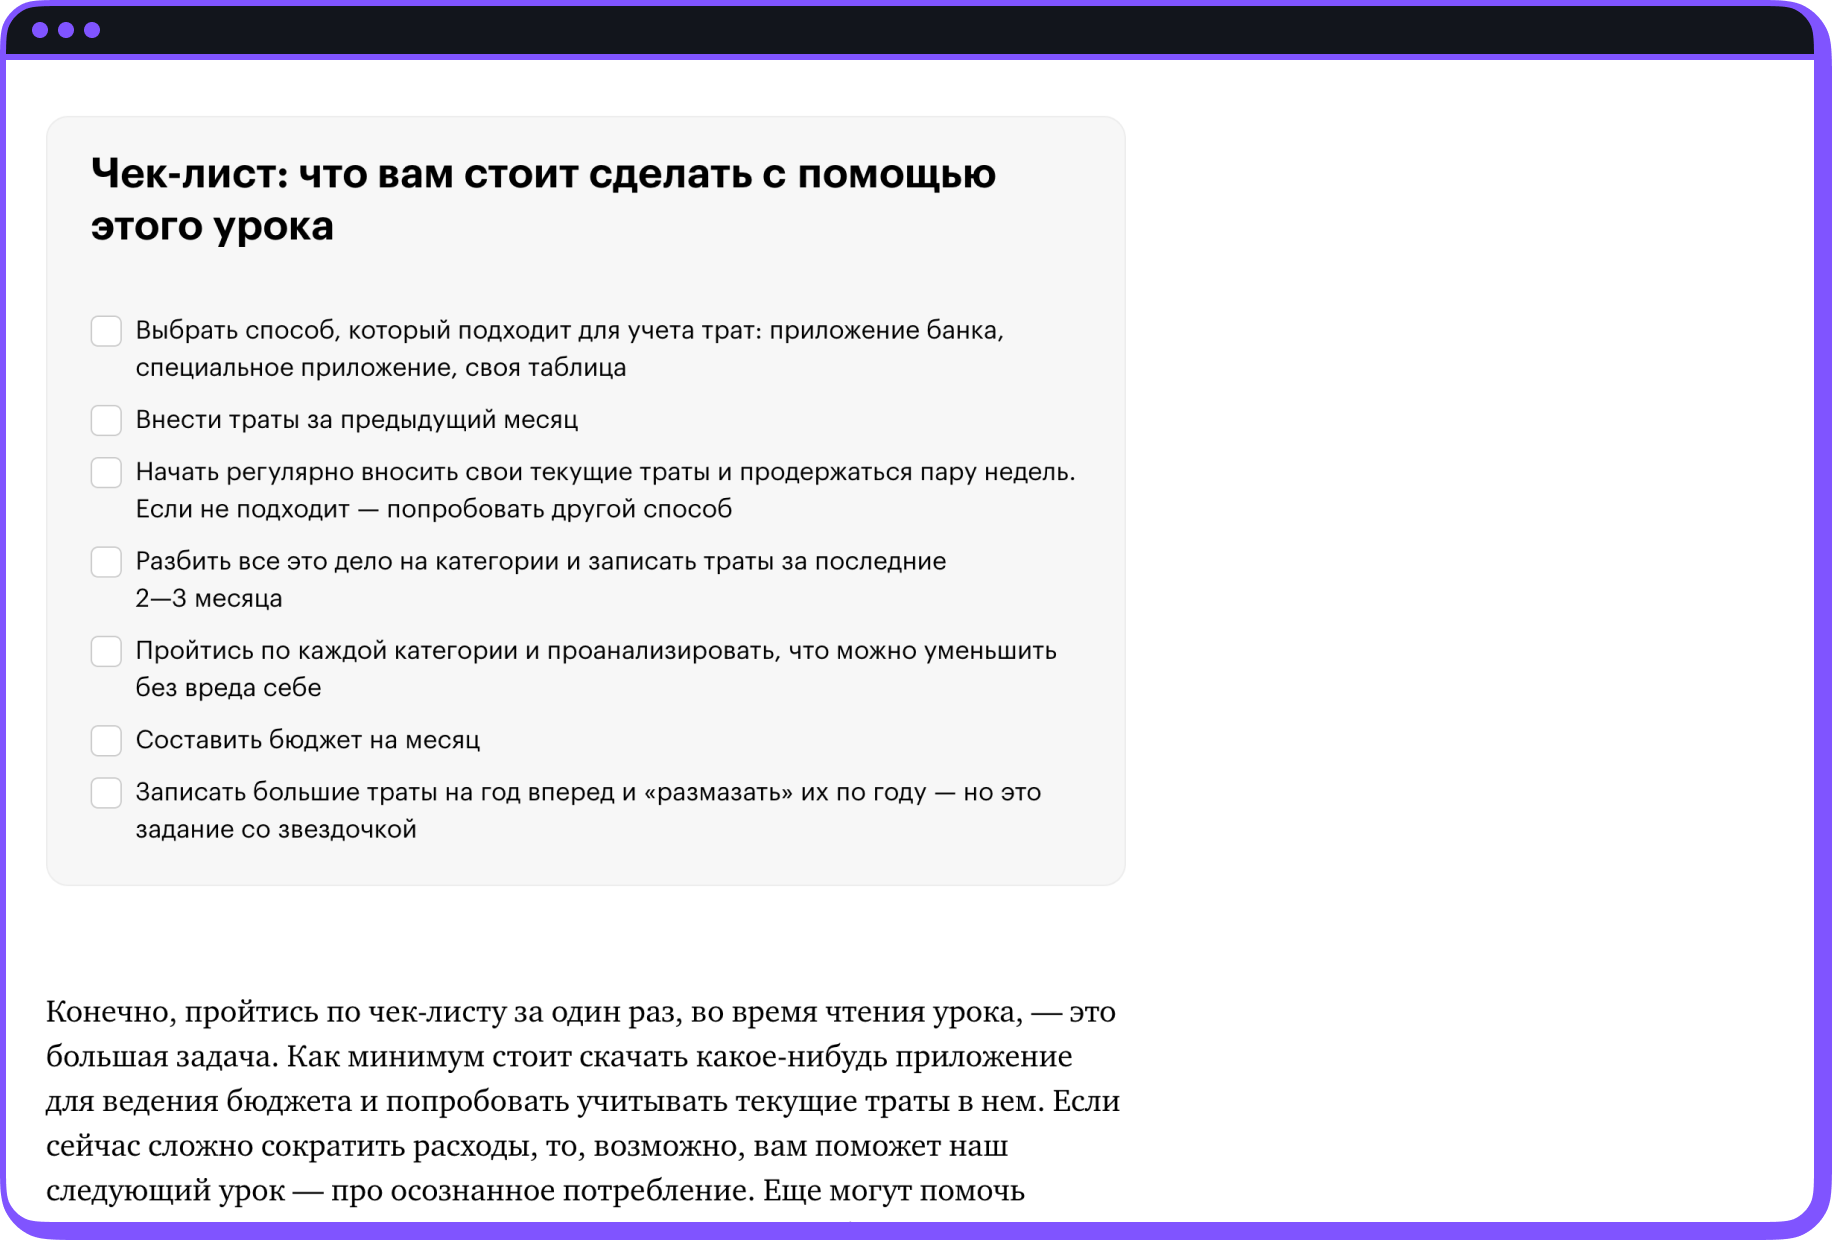 Чек-лист: что вам стоит сделать с помощью
этого урока
Выбрать способ, который подходит для учета трат: приложение банка,
специальное приложение, своя таблица
Внести траты за предыдущий месяц
Начать регулярно вносить свои текущие траты и продержаться пару недель.
Если не подходит — попробовать другой способ
Разбить все это дело на категории и записать траты за последние
2—3 месяца
Пройтись по каждой категории и проанализировать, что можно уменьшить
без вреда себе
Составить бюджет на месяц
Записать большие траты на год вперед и «размазать» их по году — но это
задание со звездочкой
Конечно, пройтись по чек-листу за один раз, во время чтения урока, — это
большая задача. Как минимум стоит скачать какое-нибудь приложение
для ведения бюджета и попробовать учитывать текущие траты в нем. Если
сейчас сложно сократить расходы, то, возможно, вам поможет наш
следующий урок — про осознанное потребление. Еще могут помочь